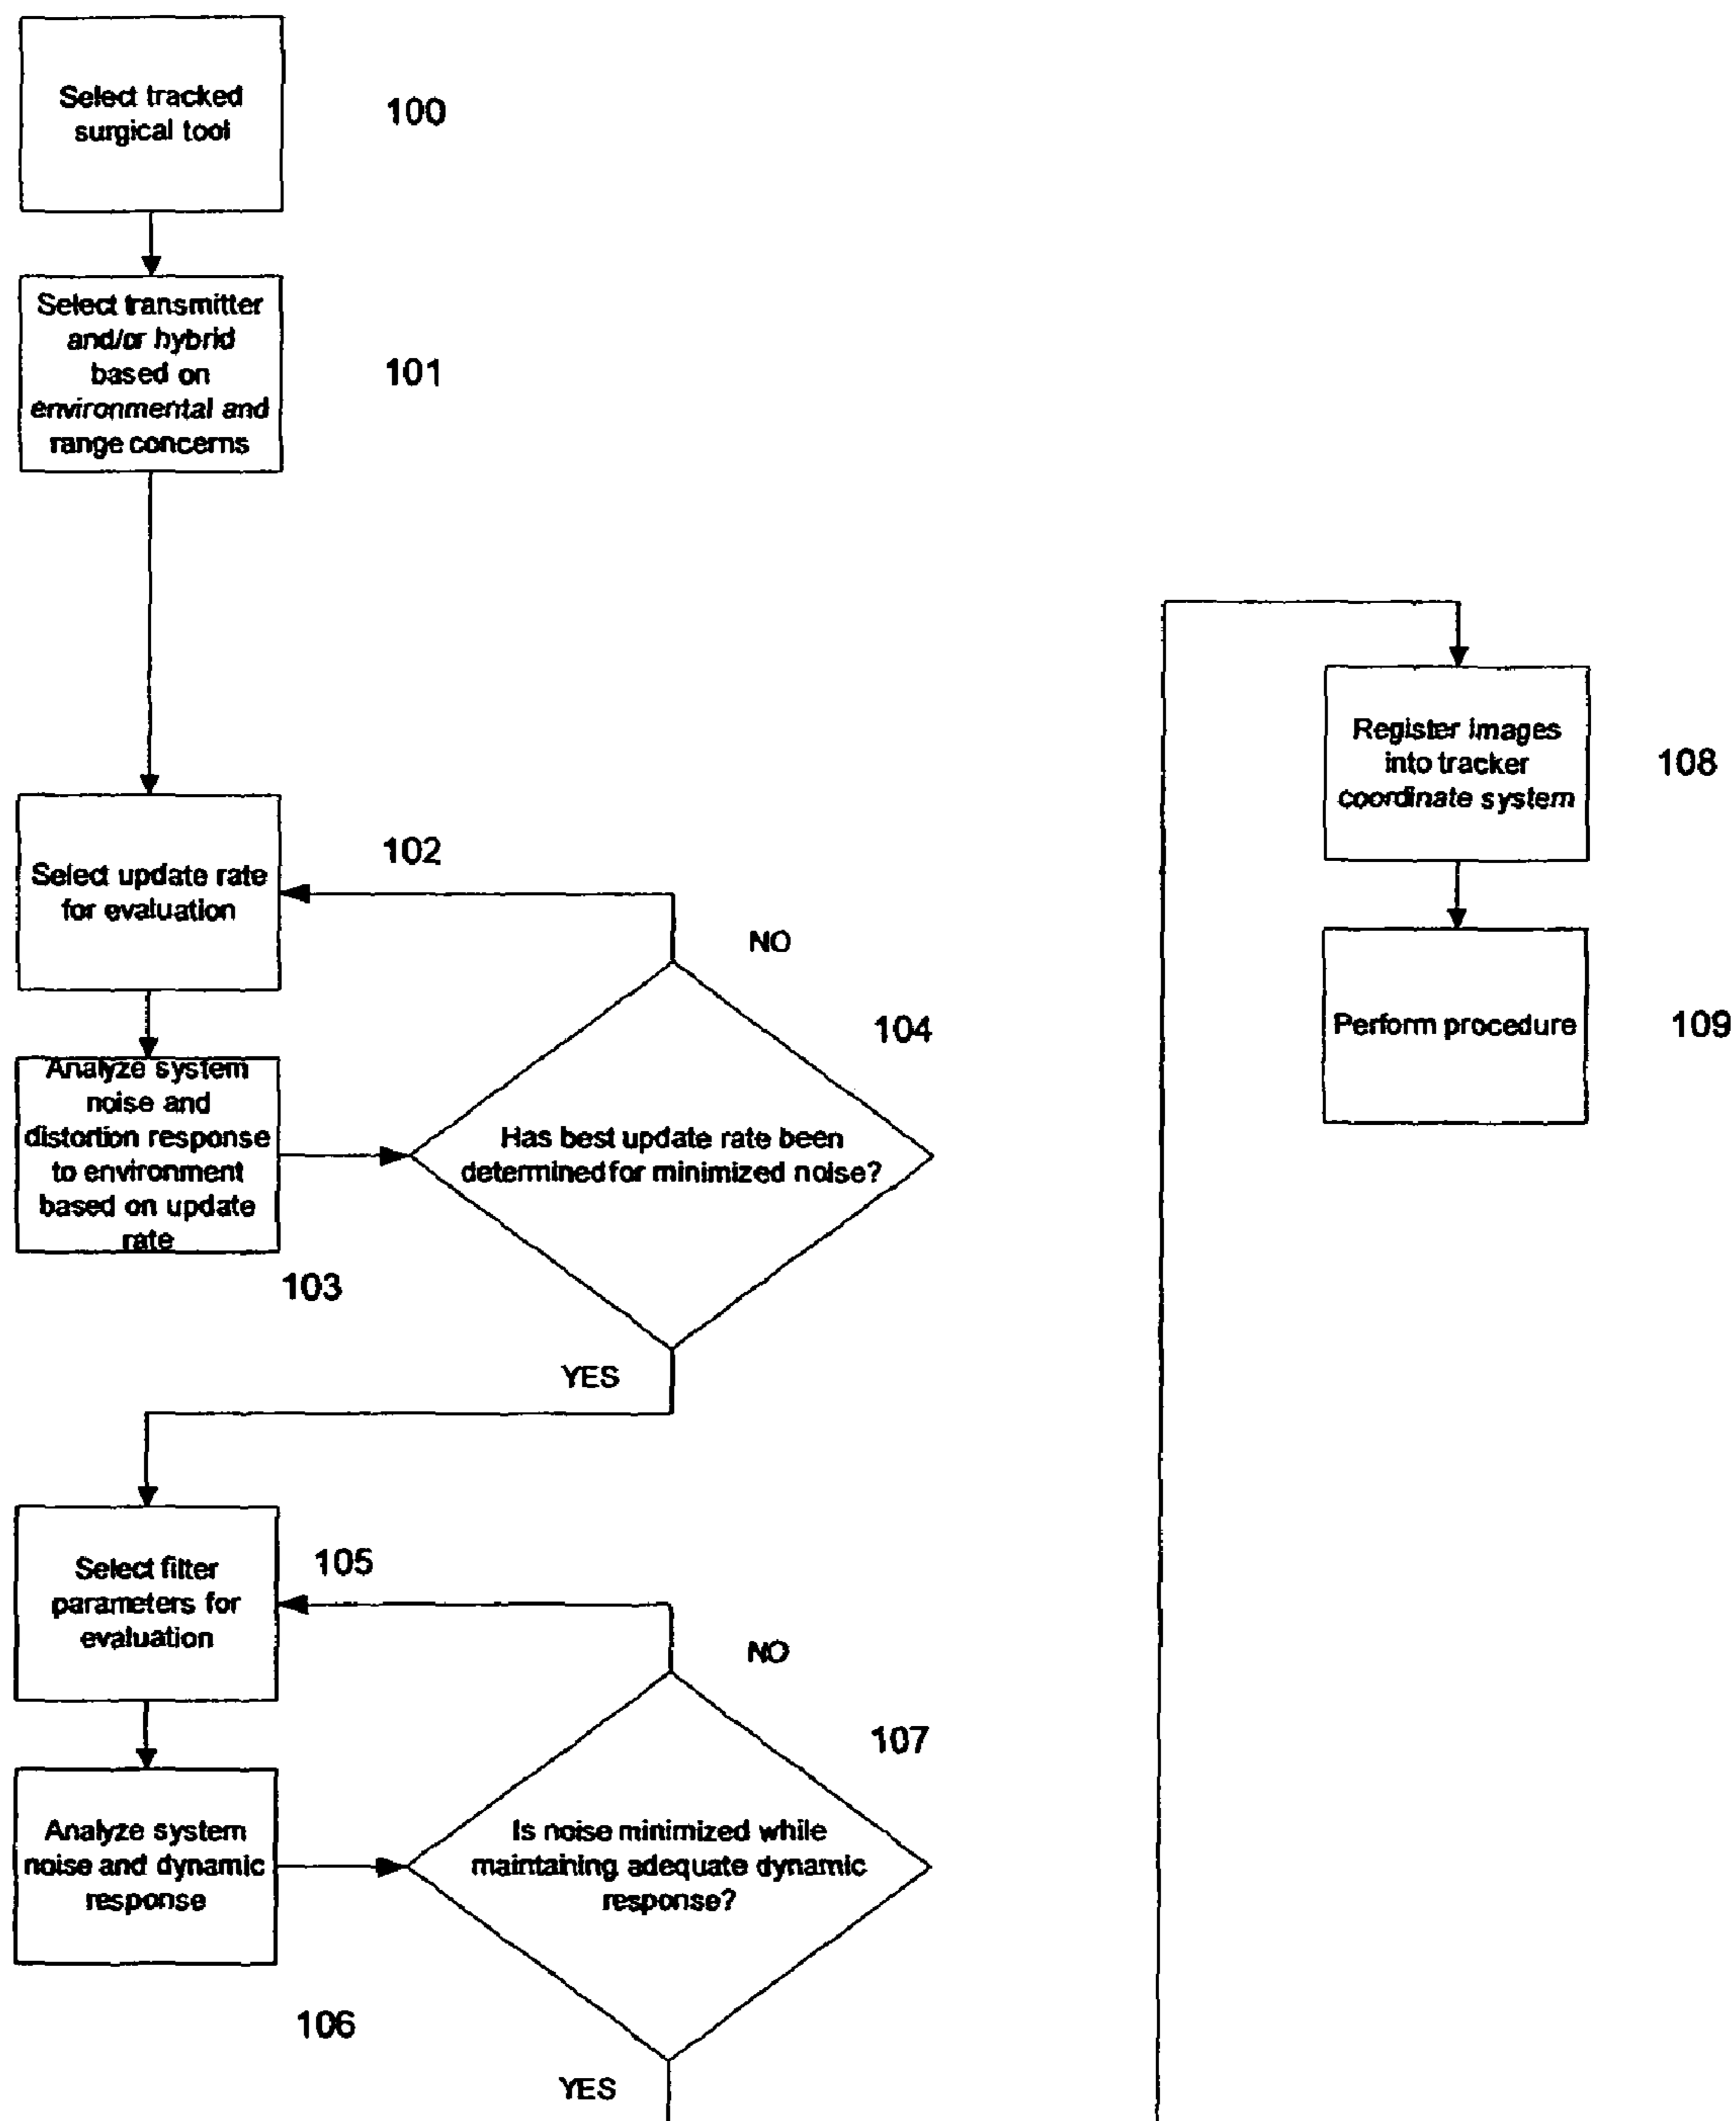 Select tracked
surgical tool
100
Select transmitter
and/or hybrid
based on
environmental and
range concerns
101
Select update rate
for evaluation
102
NO
Analyze system
noise and
distortion response
to environment
based on update
rate
103
104
Has best update rate been
determined for minimized noise?
YES
Select filter
parameters for
evaluation
105
NO
Analyze system
noise and dynamic
response
106
107
Is noise minimized while
maintaining adequate dynamic
response?
YES
Register images
into tracker
coordinate system
108
Perform procedure
109